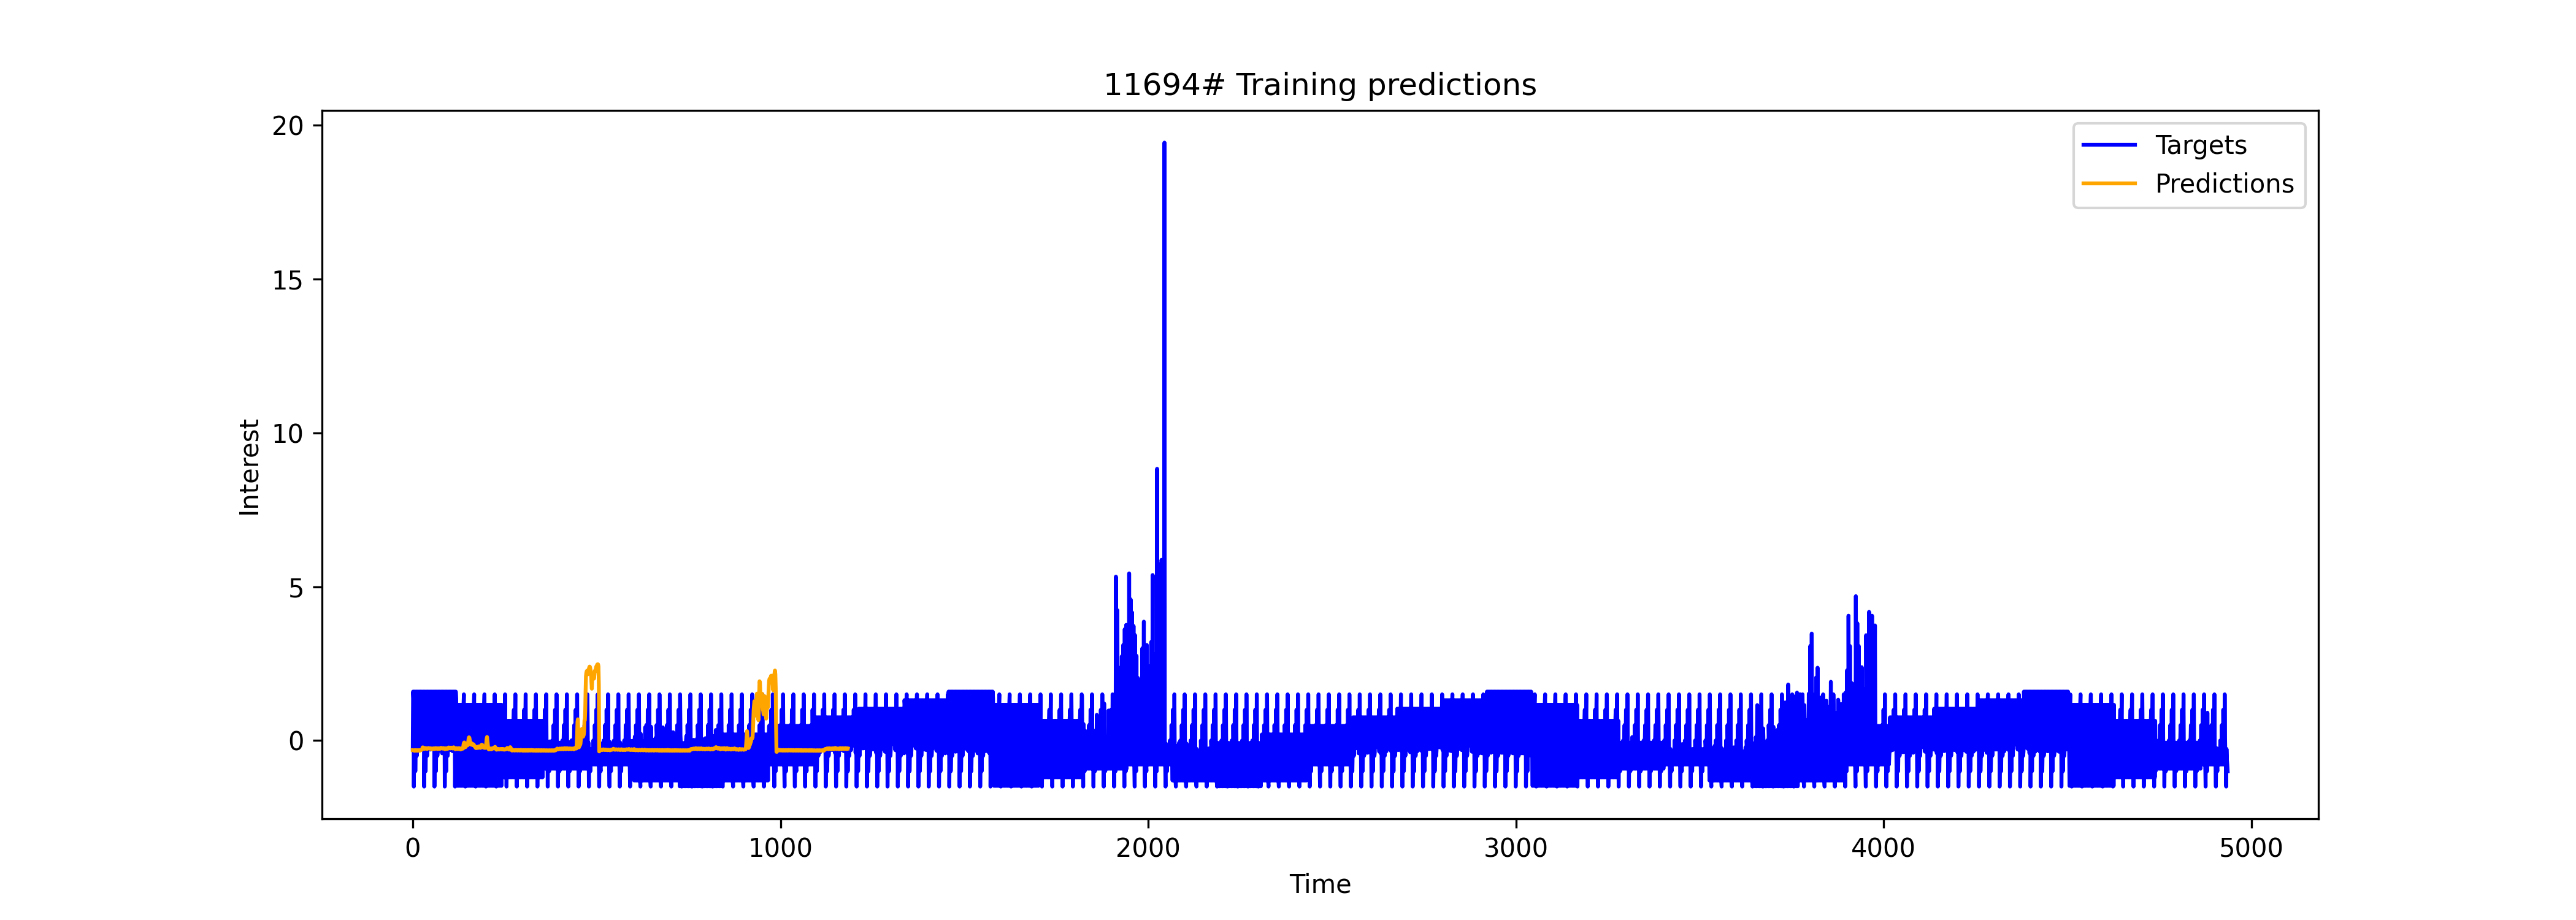 11694# Training predictions
20
15
10
5
0
Interest
Targets
Predictions
0 1000 2000 3000 4000 5000
Time